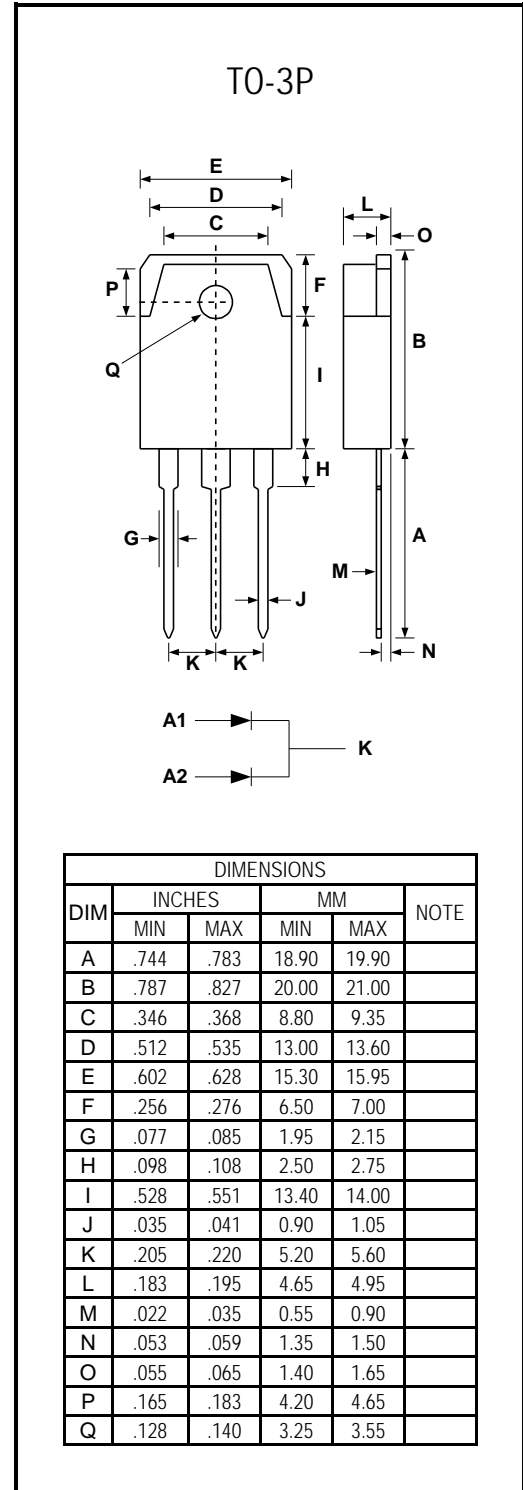 TO-3P
E
D
C
L
O
P
F
B
Q
I
H
G
A
M
J
N
K K
A1
K
A2
DIMENSIONS
DIM INCHES MM NOTE
MIN MAX MIN MAX
A .744 .783 18.90 19.90
B .787 .827 20.00 21.00
C .346 .368 8.80 9.35
D .512 .535 13.00 13.60
E .602 .628 15.30 15.95
F .256 .276 6.50 7.00
G .077 .085 1.95 2.15
H .098 .108 2.50 2.75
I .528 .551 13.40 14.00
J .035 .041 0.90 1.05
K .205 .220 5.20 5.60
L .183 .195 4.65 4.95
M .022 .035 0.55 0.90
N .053 .059 1.35 1.50
O .055 .065 1.40 1.65
P .165 .183 4.20 4.65
Q .128 .140 3.25 3.55